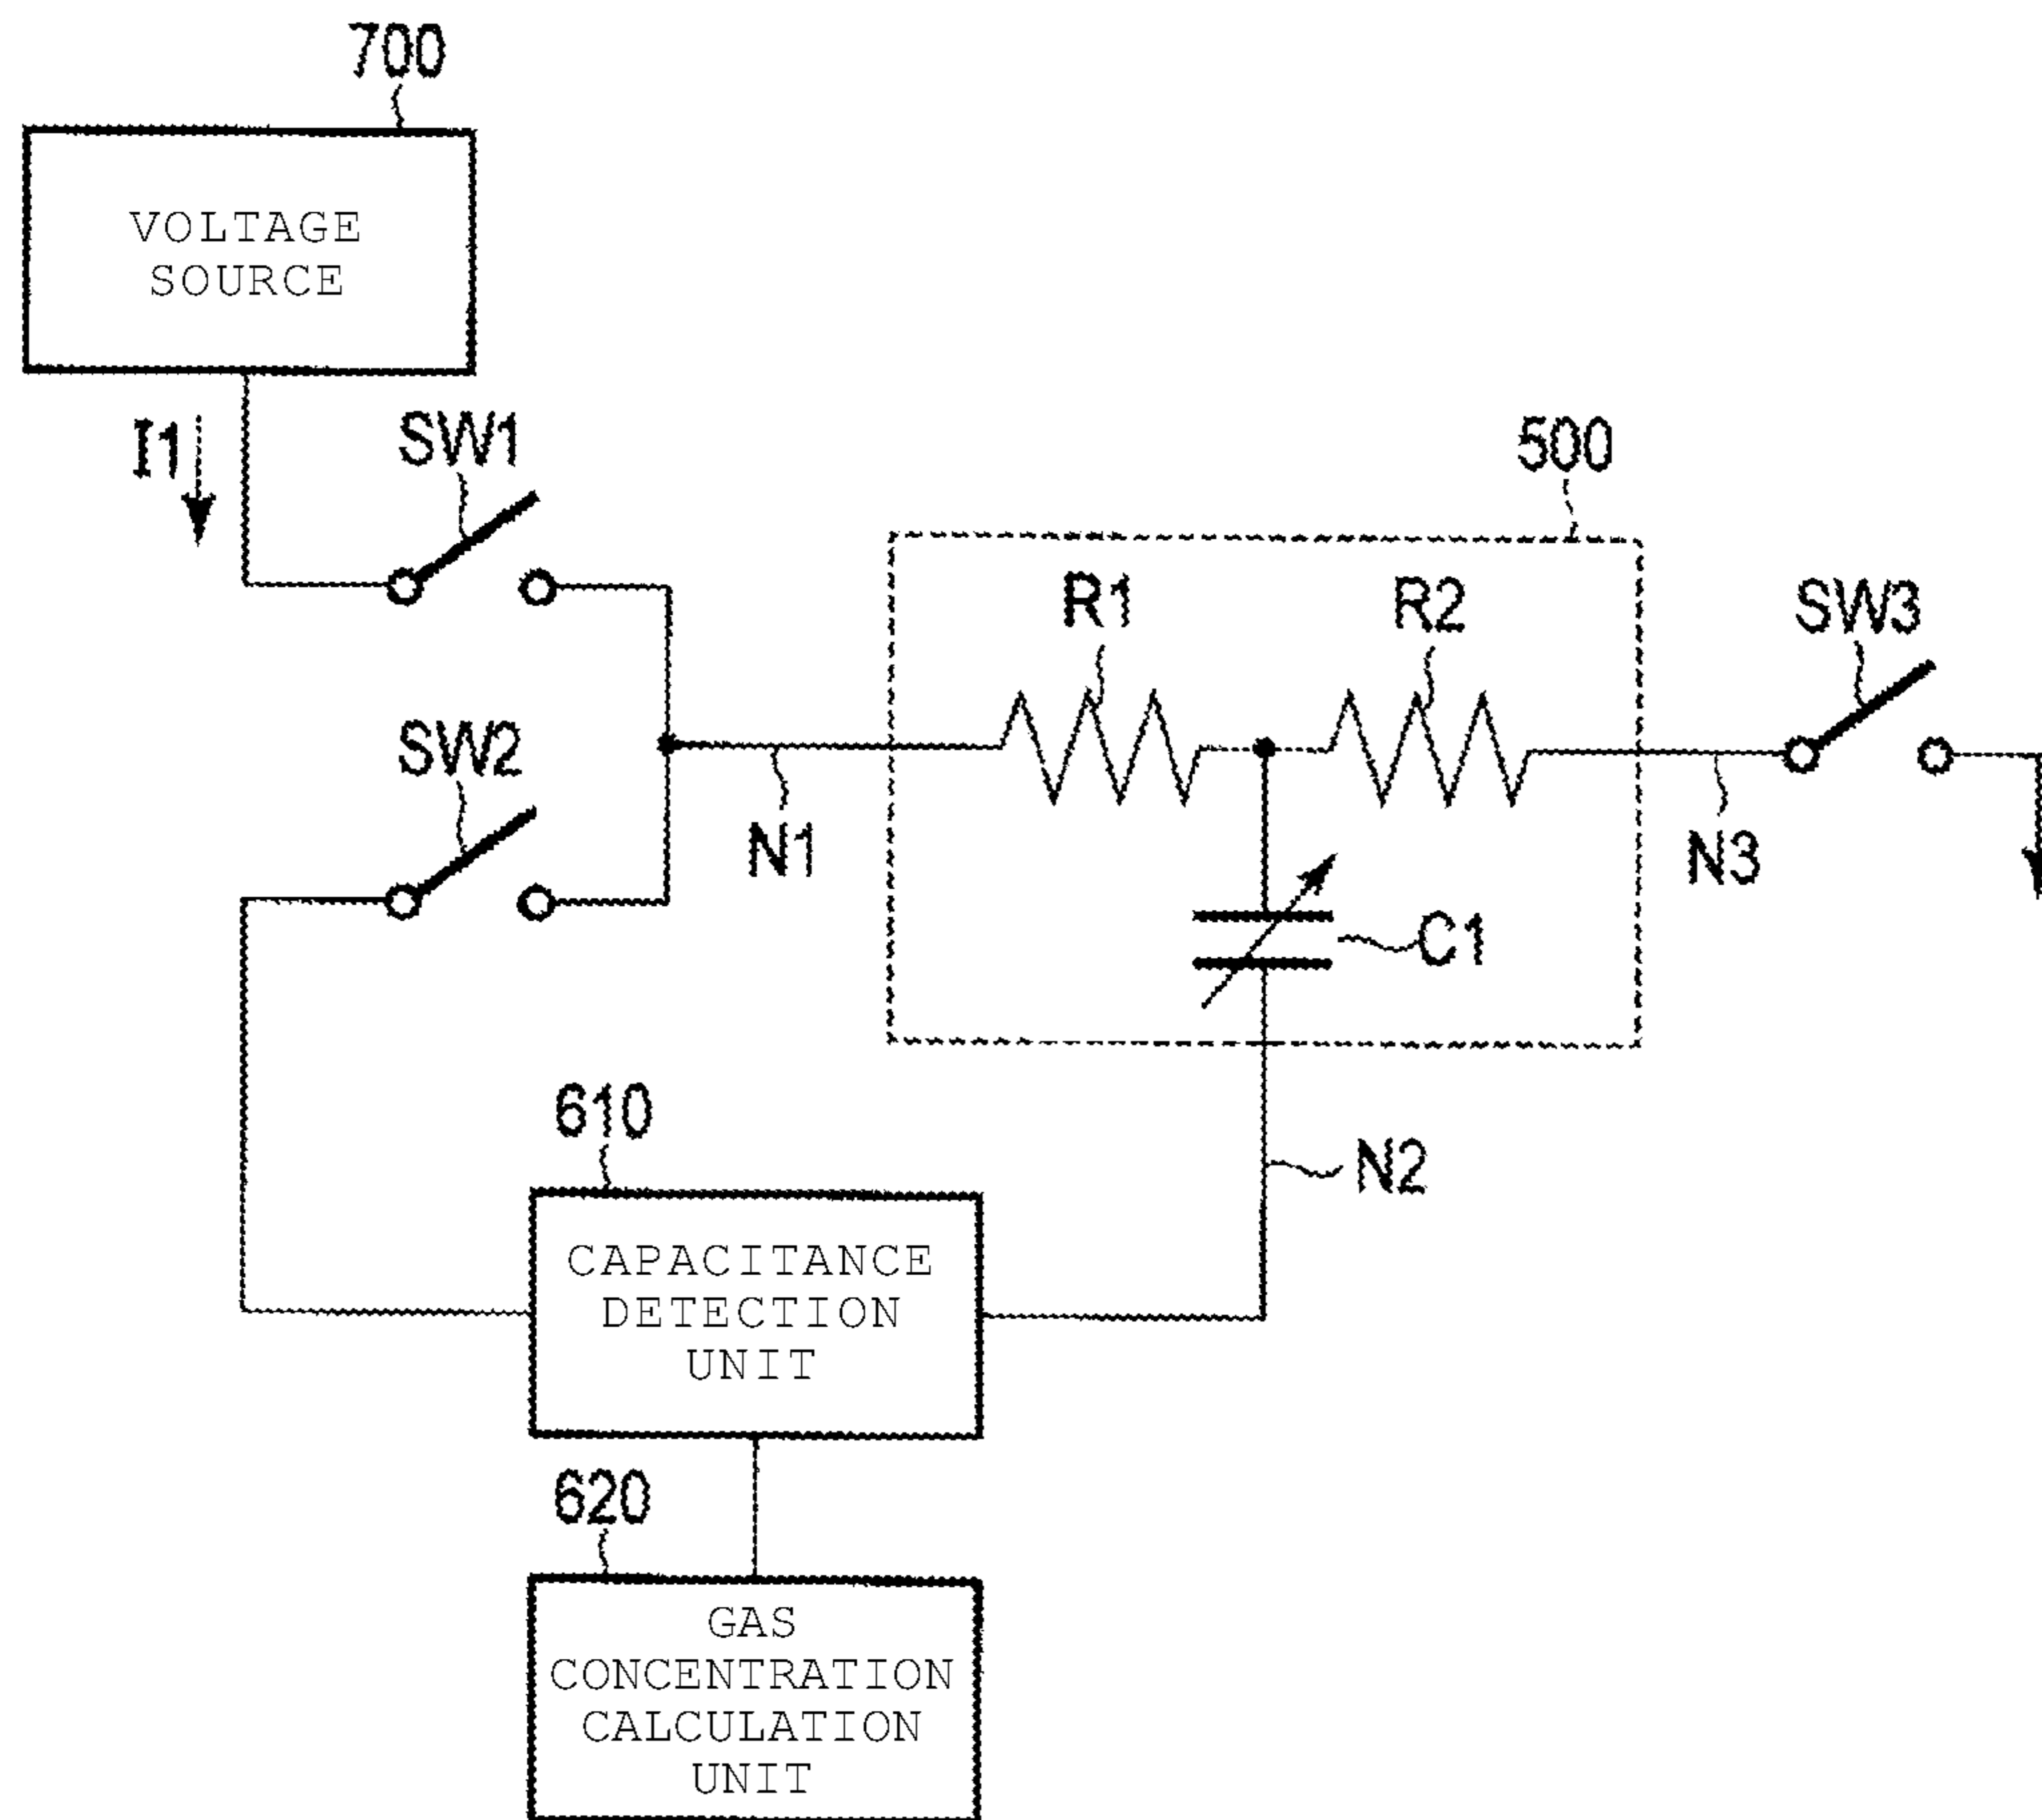 700
VOLTAGE
SOURCE
I1
SW1
500
R1
R2
SW3
SW2
N1
N3
C1
610
N2
CAPACITANCE
DETECTION
UNIT
620
GAS
CONCENTRATION
CALCULATION
UNIT